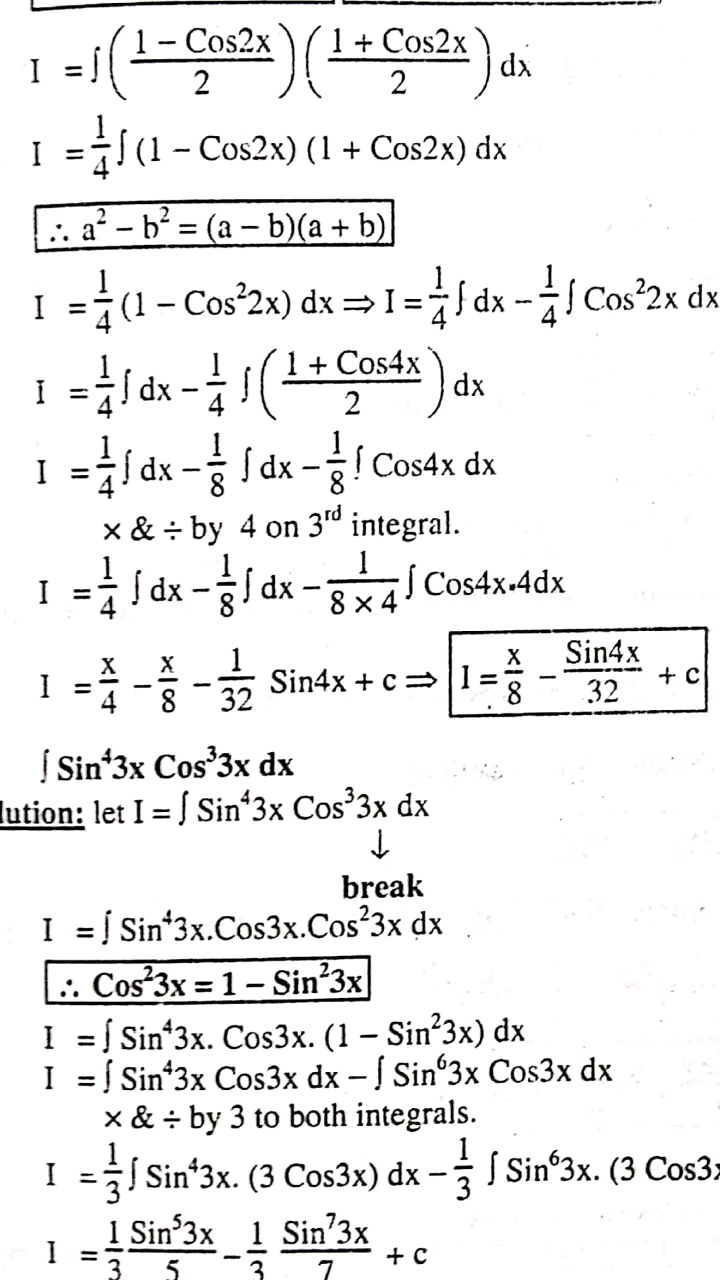 I = ∫((1 – Cos2x)/2)((1 + Cos2x)/2) dx
I = 1/4 ∫ (1 – Cos2x) (1 + Cos2x) dx
∴ a² – b² = (a – b)(a + b)
I = 1/4 (1 – Cos²2x) dx ⇒ I = 1/4 ∫ dx – 1/4 ∫ Cos²2x dx
I = 1/4 ∫ dx – 1/4 ∫((1 + Cos4x)/2) dx
I = 1/4 ∫ dx – 1/8 ∫ dx – 1/8 ∫ Cos4x dx
× & ÷ by 4 on 3rd integral.
I = 1/4 ∫ dx – 1/8 ∫ dx – 1/(8 × 4) ∫ Cos4x.4dx
I = x/4 – x/8 – 1/32 Sin4x + c ⇒ I = x/8 – Sin4x/32 + c
∫ Sin⁴3x Cos³3x dx
lution: let I = ∫ Sin⁴3x Cos³3x dx
↓
break
I = ∫ Sin⁴3x.Cos3x.Cos²3x dx
∴ Cos²3x = 1 – Sin²3x
I = ∫ Sin⁴3x. Cos3x. (1 – Sin²3x) dx
I = ∫ Sin⁴3x Cos3x dx – ∫ Sin⁶3x Cos3x dx
× & ÷ by 3 to both integrals.
I = 1/3 ∫ Sin⁴3x. (3 Cos3x) dx – 1/3 ∫ Sin⁶3x. (3 Cos3x
I = 1/3 Sin⁵3x/5 – 1/3 Sin⁷3x/7 + c